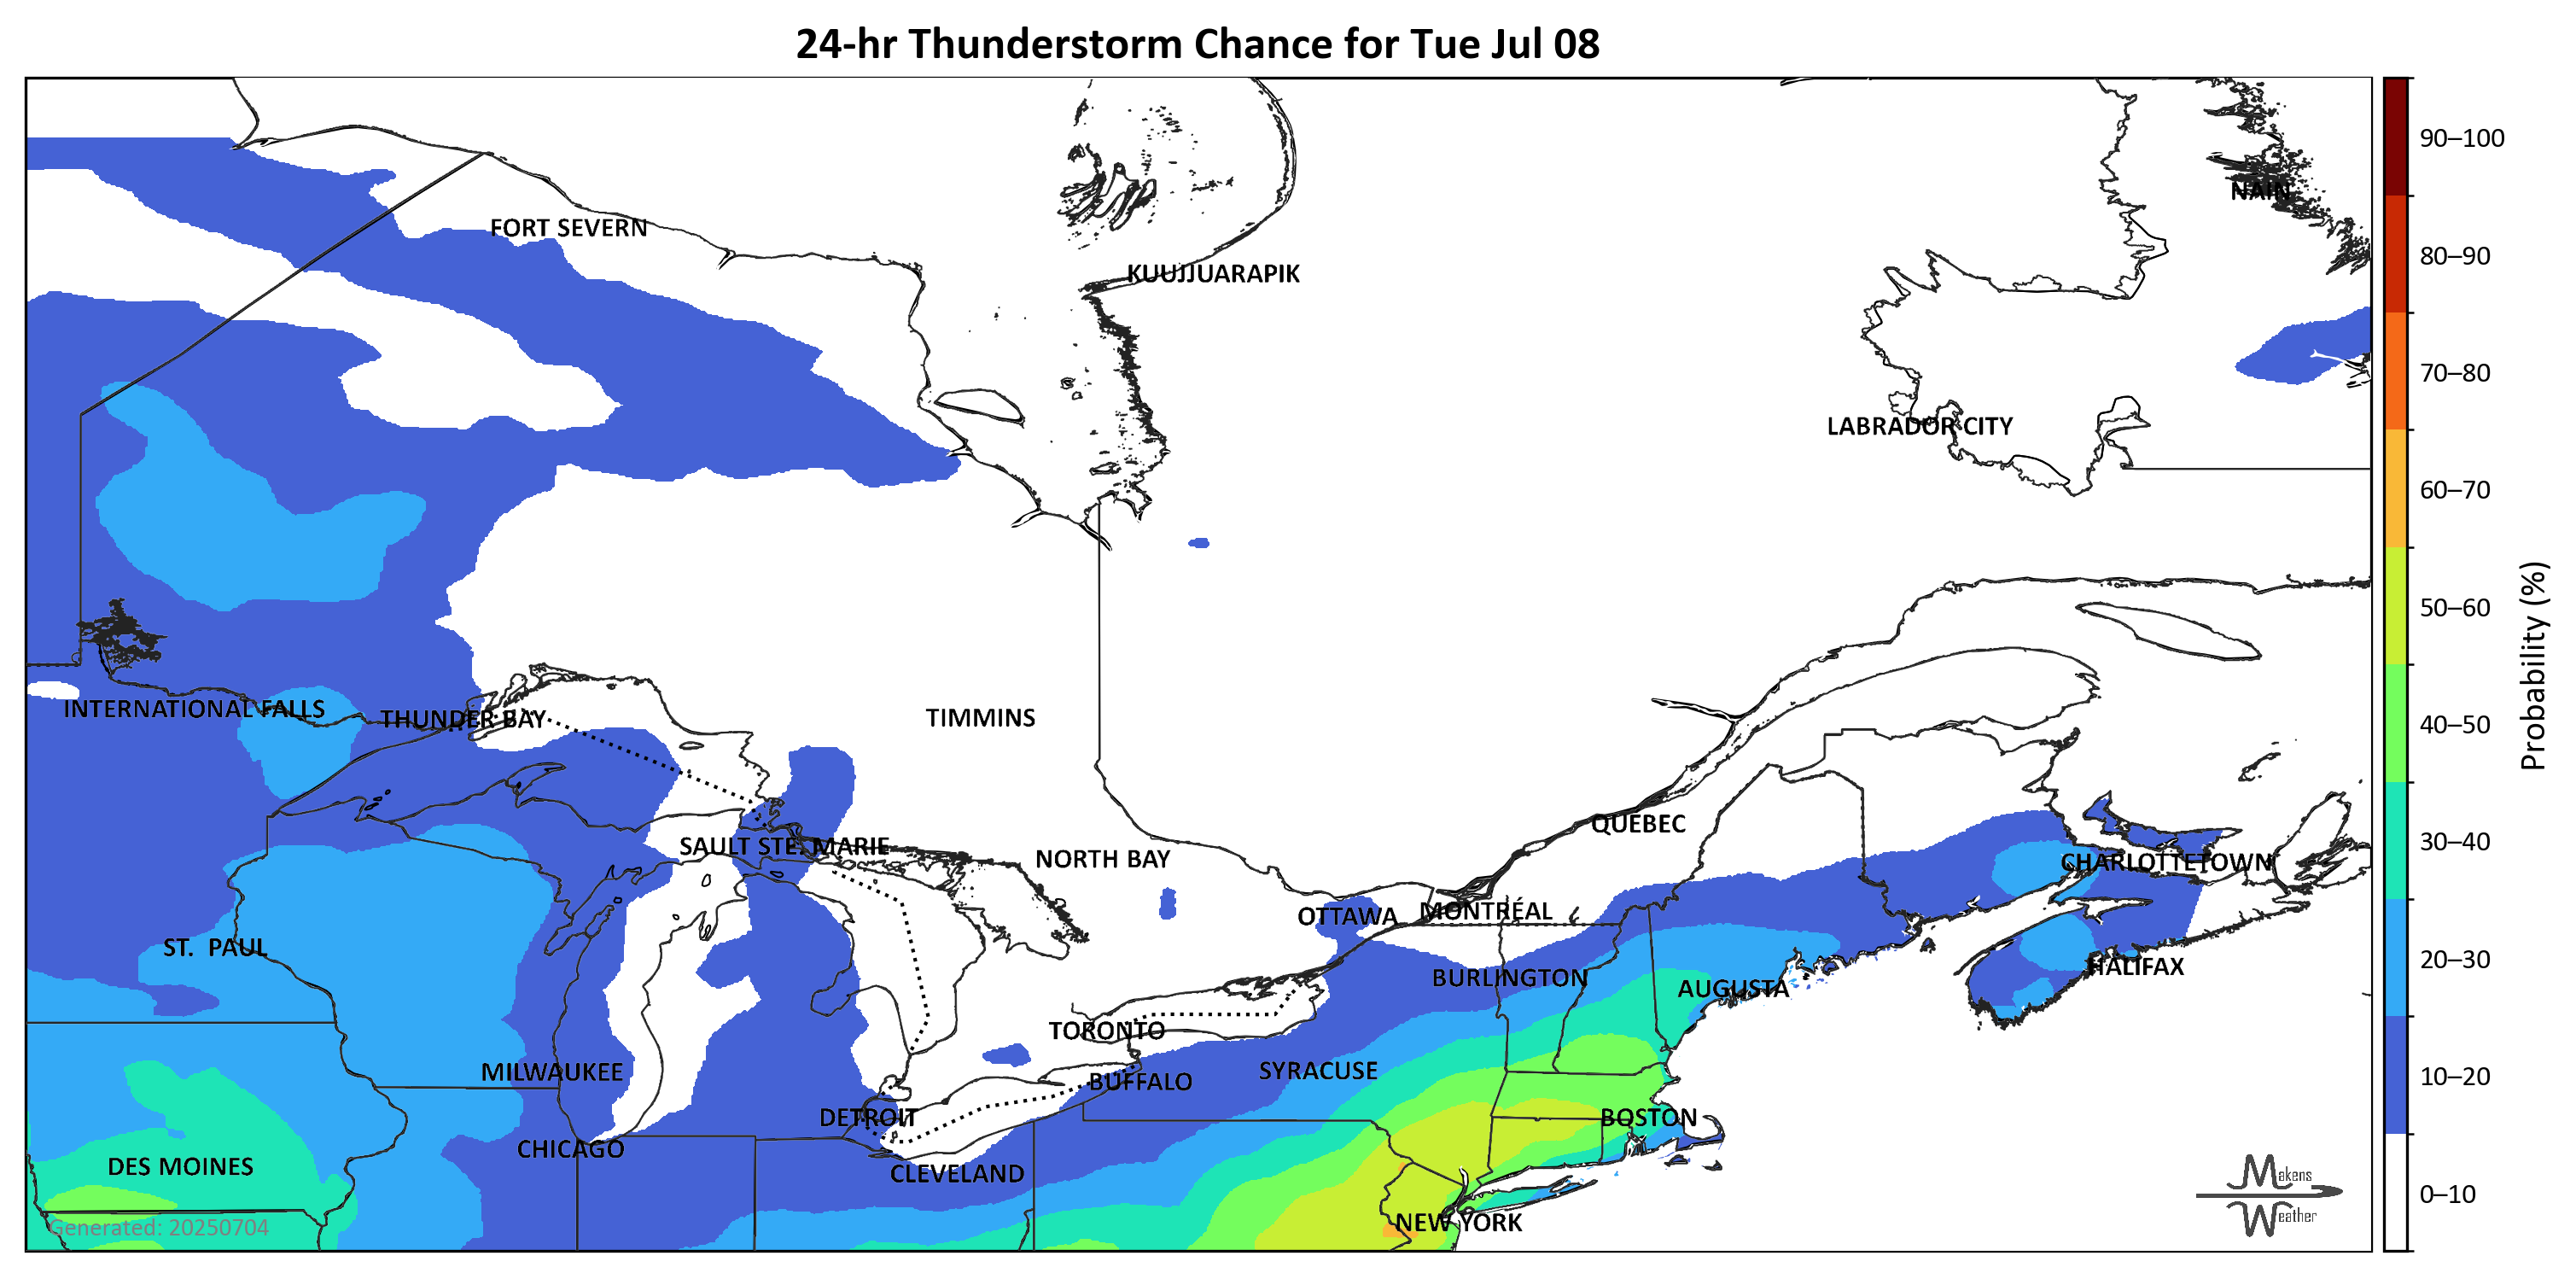 24-hr Thunderstorm Chance for Tue Jul 08
90–100
NAIN
FORT SEVERN
80–90
KUUJJUARAPIK
70–80
LABRADOR CITY
60–70
50–60
Probability (%)
INTERNATIONAL FALLS
THUNDER BAY
TIMMINS
40–50
QUEBEC
SAULT STE. MARIE
NORTH BAY
CHARLOTTETOWN
30–40
OTTAWA
MONTRÉAL
ST. PAUL
BURLINGTON
AUGUSTA
HALIFAX
20–30
TORONTO
MILWAUKEE
BUFFALO
SYRACUSE
10–20
DETROIT
BOSTON
CHICAGO
DES MOINES
CLEVELAND
Makens
Weather
0–10
Generated: 20250704
NEW YORK